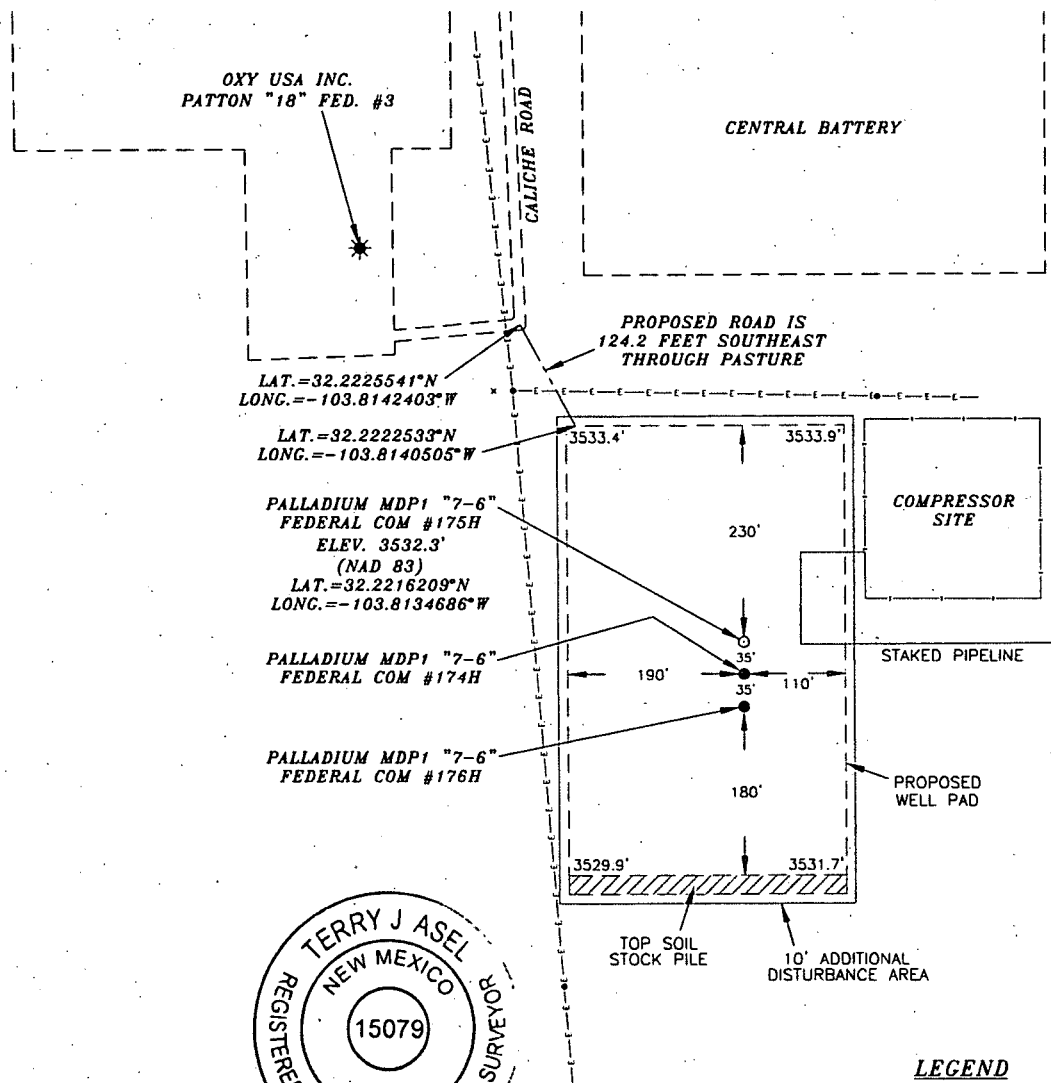 OXY USA INC.
PATTON "18" FED. #3
CALICHE ROAD
CENTRAL BATTERY
PROPOSED ROAD IS
124.2 FEET SOUTHEAST
THROUGH PASTURE
LAT.=32.2225541°N
LONG.=-103.8142403°W
LAT.=32.2222533°N
LONG.=-103.8140505°W
3533.4'
3533.9'
COMPRESSOR
SITE
PALLADIUM MDP1 "7-6"
FEDERAL COM #175H
ELEV. 3532.3'
(NAD 83)
LAT.=32.2216209°N
LONG.=-103.8134686°W
230'
35'
STAKED PIPELINE
PALLADIUM MDP1 "7-6"
FEDERAL COM #174H
190'
110'
35'
PALLADIUM MDP1 "7-6"
FEDERAL COM #176H
180'
PROPOSED
WELL PAD
3529.9'
3531.7'
TOP SOIL
STOCK PILE
10' ADDITIONAL
DISTURBANCE AREA
TERRY J ASEL
NEW MEXICO
15079
SURVEYOR
LEGEND